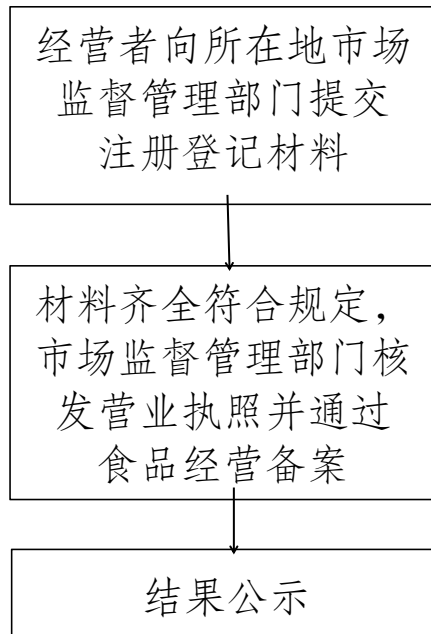 经营者向所在地市场
监督管理部门提交
注册登记材料
材料齐全符合规定，
市场监督管理部门核
发营业执照并通过
食品经营备案
结果公示